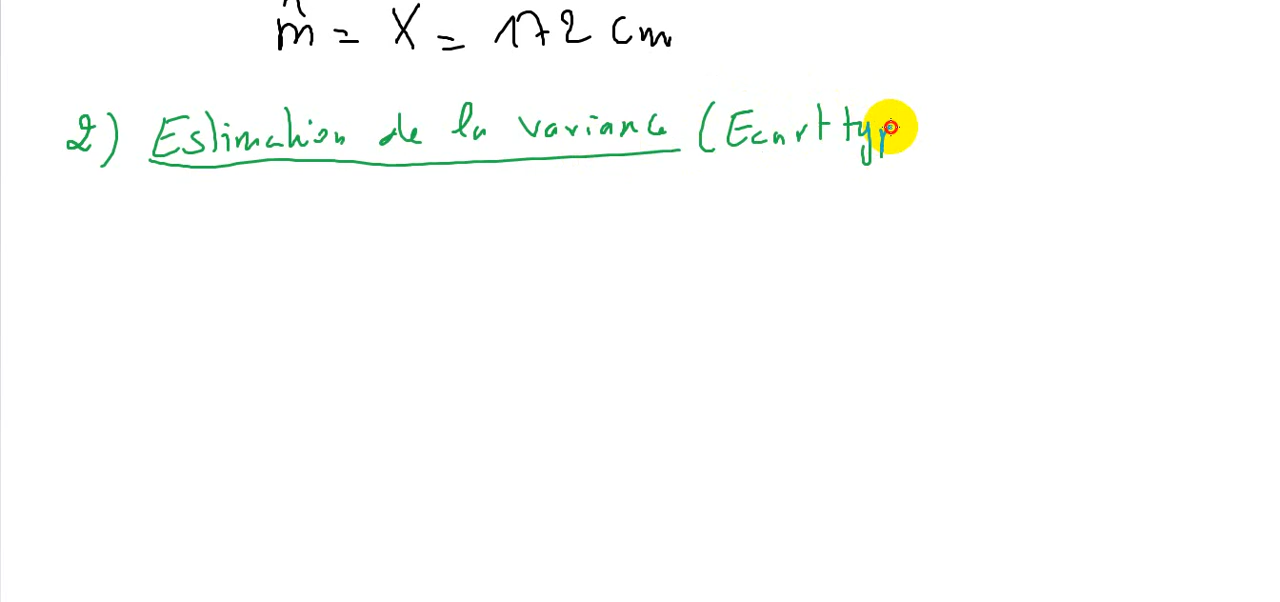 m̂ = X = 172 cm
2) Estimation de la variance (Ecart typ